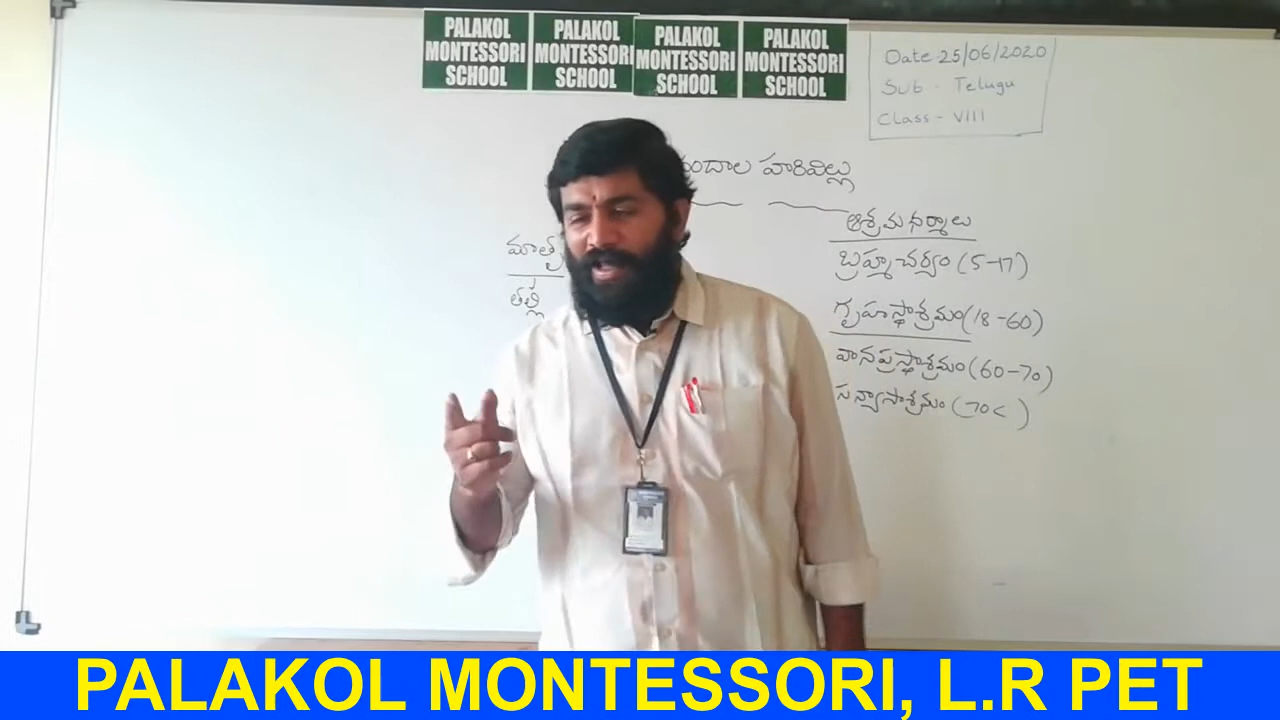 PALAKOL
MONTESSORI
SCHOOL
PALAKOL
MONTESSORI
SCHOOL
PALAKOL
MONTESSORI
SCHOOL
PALAKOL
MONTESSORI
SCHOOL
Date 25/06/2020
Sub - Telugu
Class - VIII
హరివిల్లు
ఆశ్రమ ధర్మాలు
బ్రహ్మచర్యం (5-17)
గృహస్థాశ్రమం (18-60)
వానప్రస్థాశ్రమం (60-70)
సన్యాసాశ్రమం (70<)
తల్లి
PALAKOL MONTESSORI, L.R PET